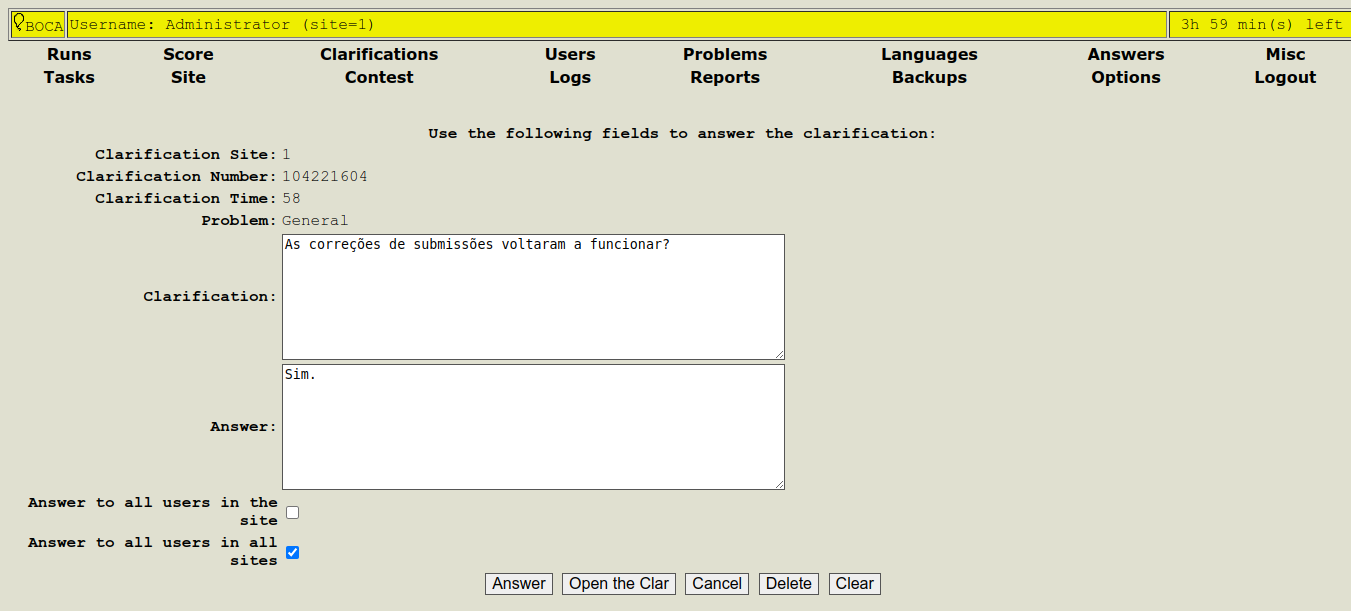 BOCA Username: Administrator (site=1) 3h 59 min(s) left
Runs Score Clarifications Users Problems Languages Answers Misc
Tasks Site Contest Logs Reports Backups Options Logout
Use the following fields to answer the clarification:
Clarification Site: 1
Clarification Number: 104221604
Clarification Time: 58
Problem: General
As correções de submissões voltaram a funcionar?
Clarification:
Sim.
Answer:
Answer to all users in the
site
Answer to all users in all
sites
Answer Open the Clar Cancel Delete Clear